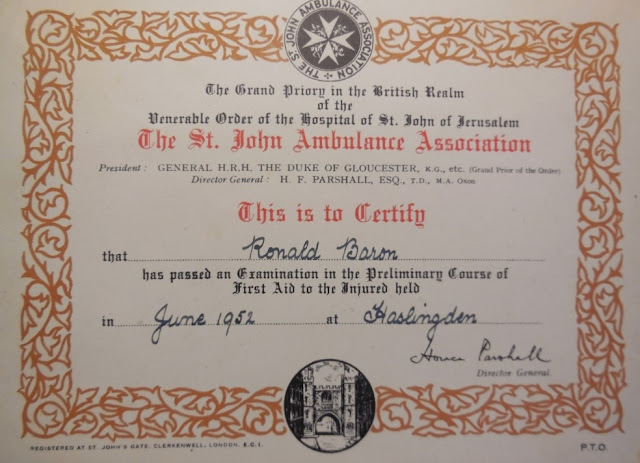 THE ST JOHN AMBULANCE ASSOCIATION
The Grand Priory in the British Realm
of the
Venerable Order of the Hospital of St. John of Jerusalem
The St. John Ambulance Association
President : GENERAL H.R.H. THE DUKE OF GLOUCESTER, K.G., etc. (Grand Prior of the Order)
Director General : H. F. PARSHALL, ESQ., T.D., M.A. Oxon.
This is to Certify
that Ronald Baron
has passed an Examination in the Preliminary Course of
First Aid to the Injured held
in June 1952 at Haslingden
Horace Parshall
Director General.
REGISTERED AT ST. JOHN'S GATE, CLERKENWELL, LONDON, E.C.1.
P.T.O.